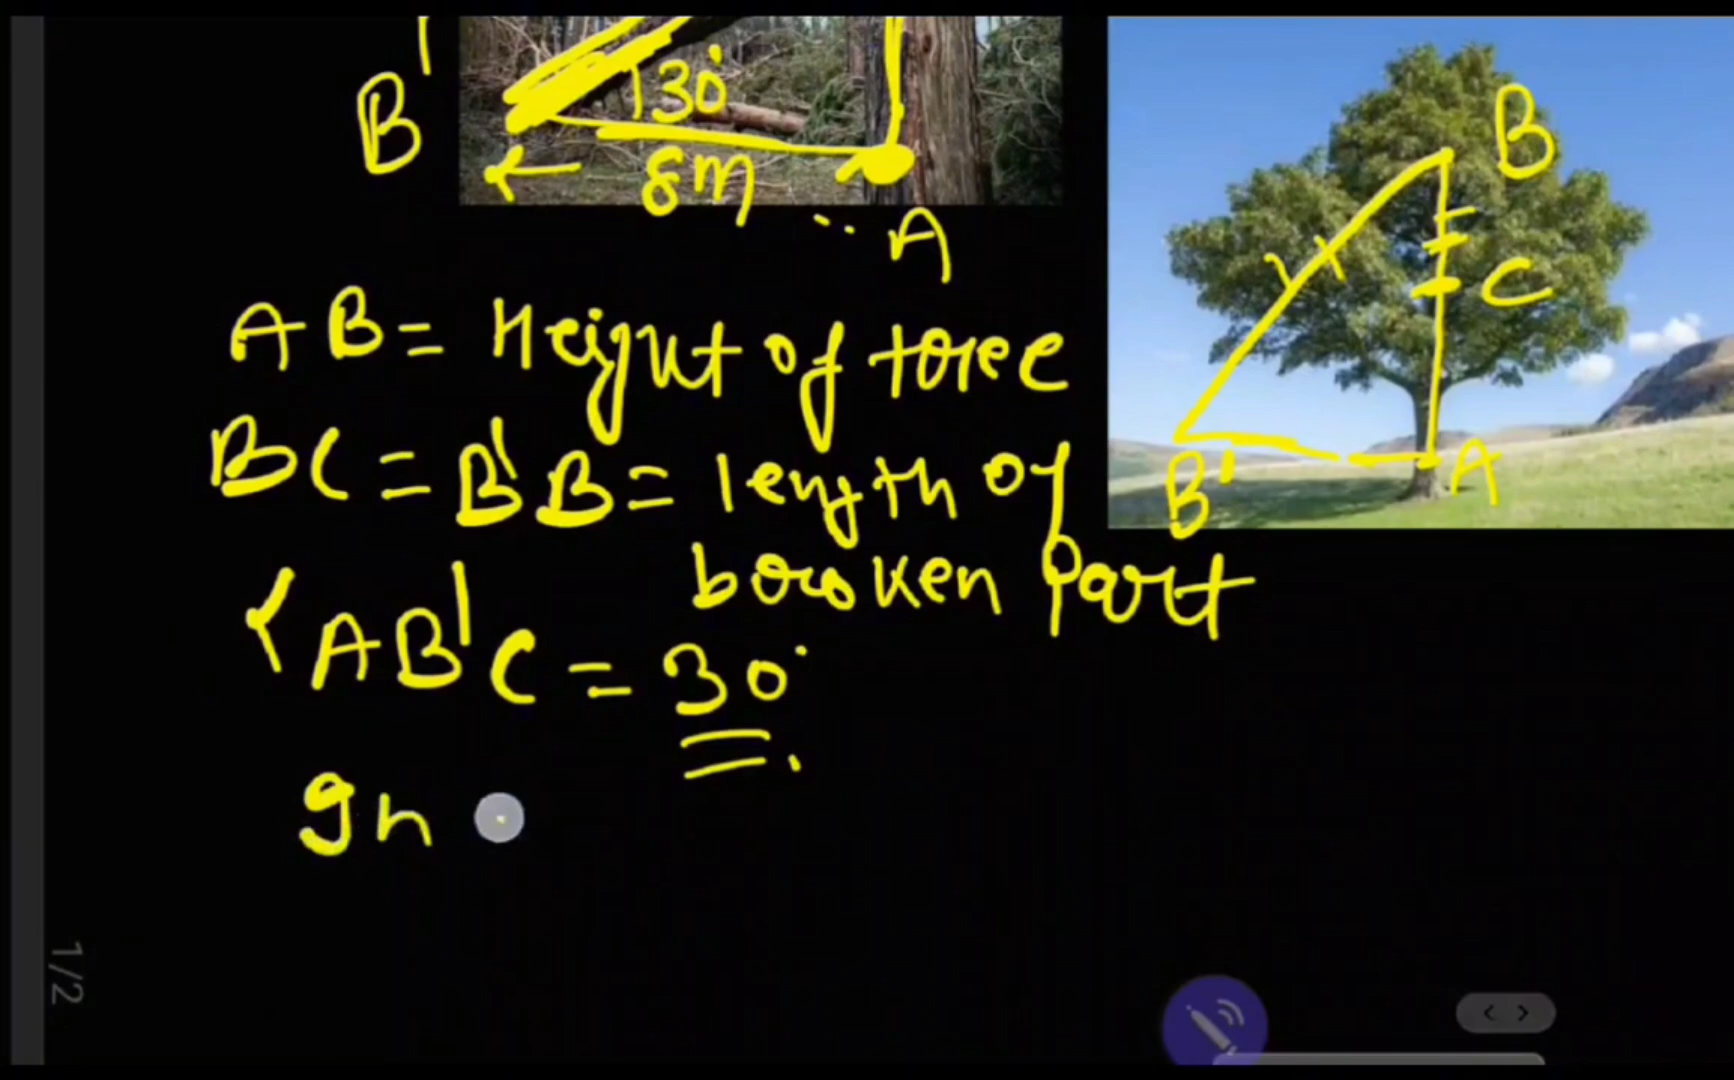 B'
30°
8m
A
B
C
B'
A
AB = Height of tree
BC = B'B = length of
broken part
∠AB'C = 30°
In
1/2